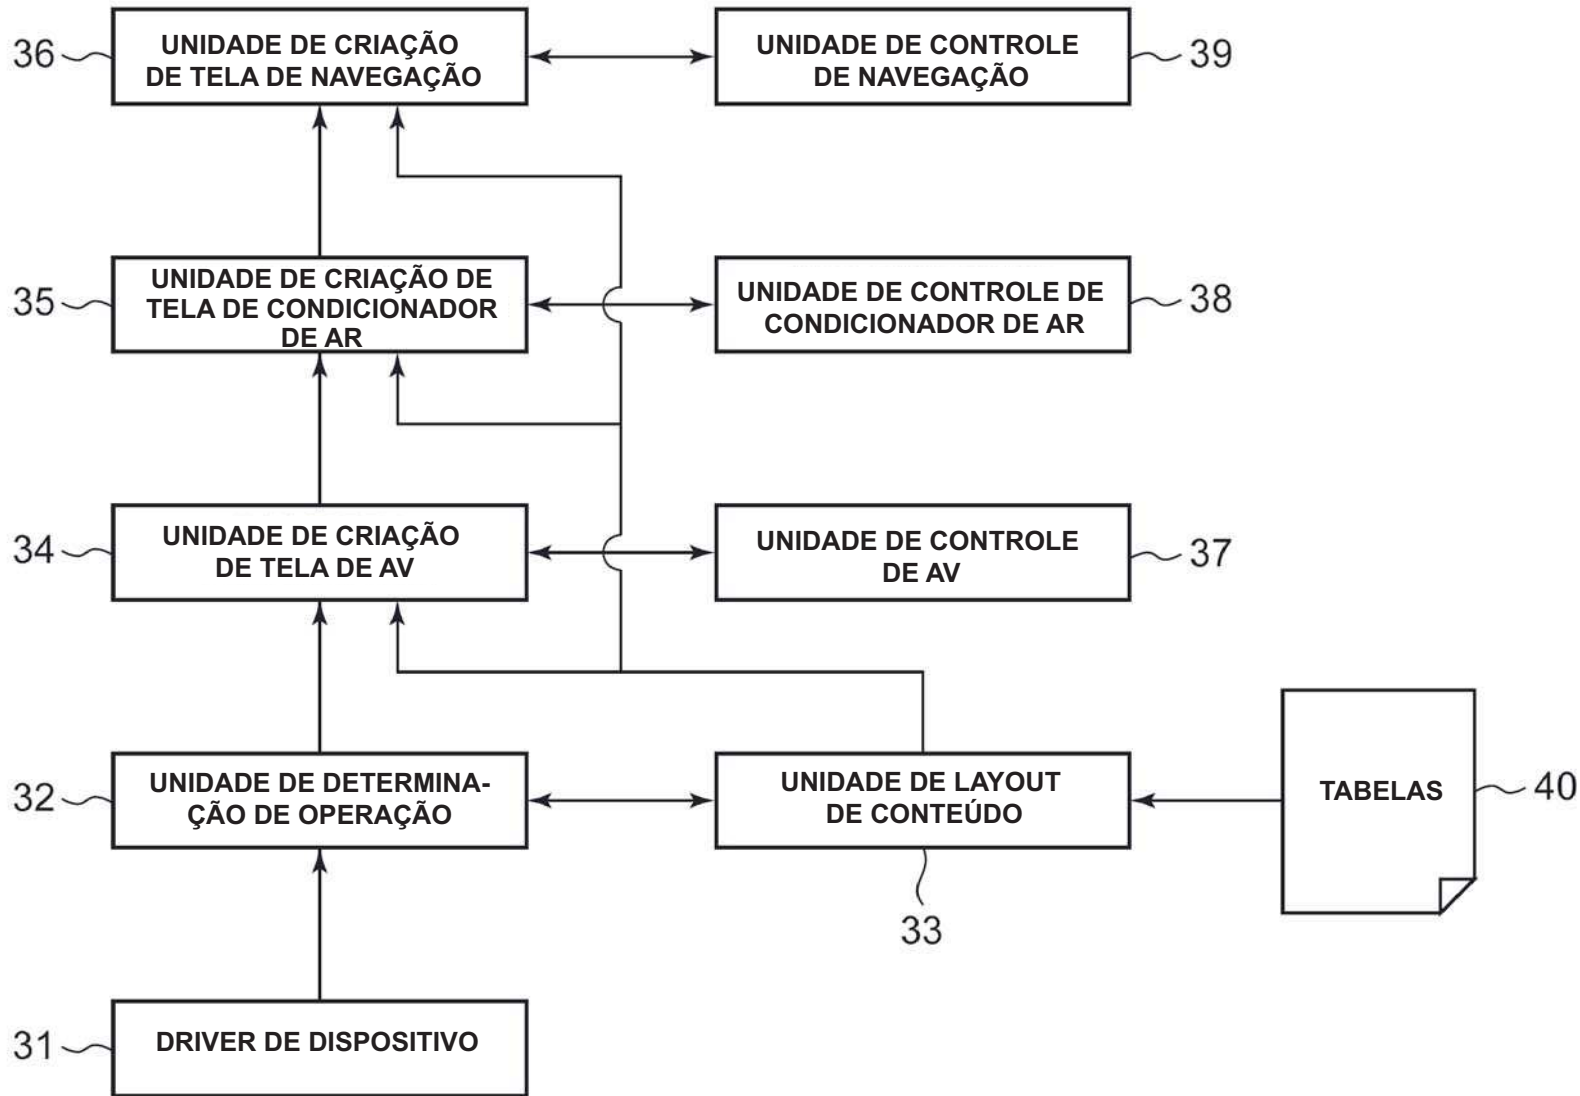 36
UNIDADE DE CRIAÇÃO
DE TELA DE NAVEGAÇÃO
UNIDADE DE CONTROLE
DE NAVEGAÇÃO
39
35
UNIDADE DE CRIAÇÃO DE
TELA DE CONDICIONADOR
DE AR
UNIDADE DE CONTROLE DE
CONDICIONADOR DE AR
38
34
UNIDADE DE CRIAÇÃO
DE TELA DE AV
UNIDADE DE CONTROLE
DE AV
37
32
UNIDADE DE DETERMINA-
ÇÃO DE OPERAÇÃO
UNIDADE DE LAYOUT
DE CONTEÚDO
33
TABELAS
40
31
DRIVER DE DISPOSITIVO